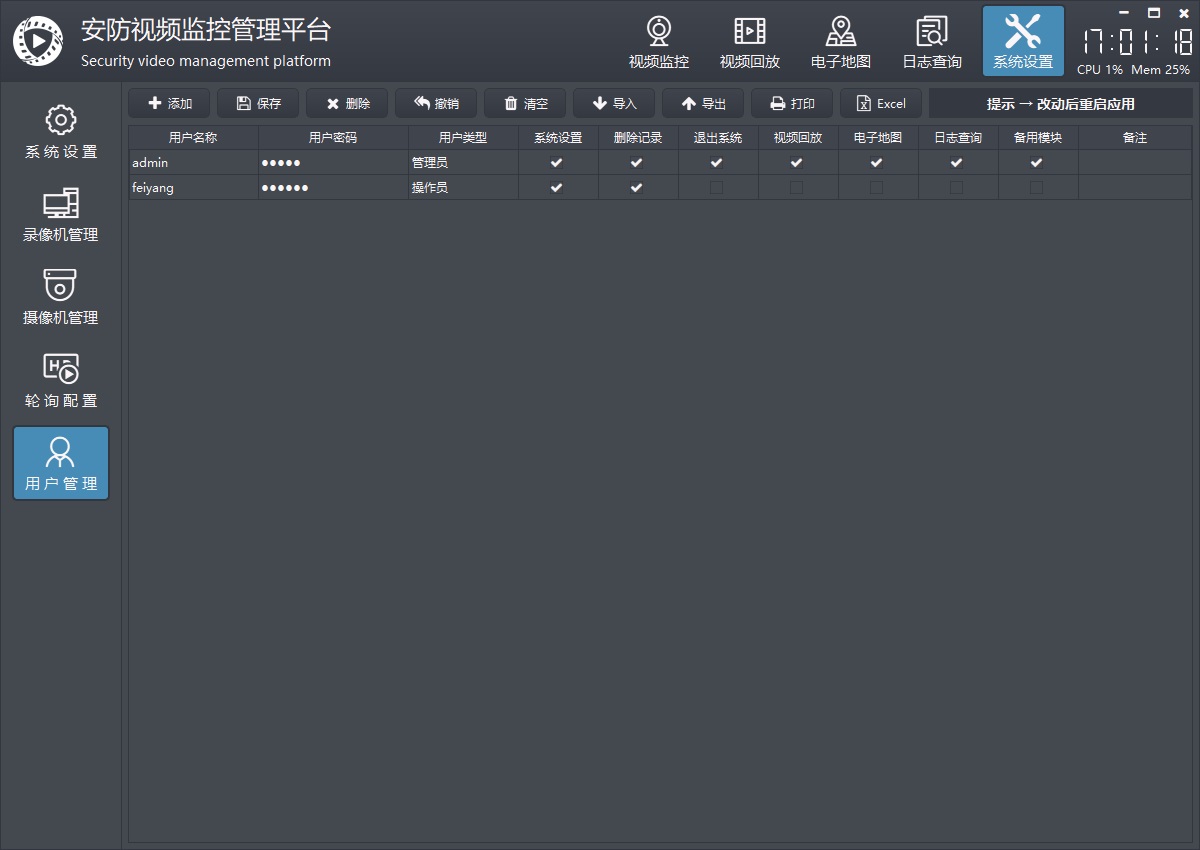 安防视频监控管理平台
Security video management platform
视频监控 视频回放 电子地图 日志查询 系统设置
17:01:18
CPU 1% Mem 25%
系统设置
录像机管理
摄像机管理
轮询配置
用户管理
添加 保存 删除 撤销 清空 导入 导出 打印 Excel 提示 → 改动后重启应用
用户名称 用户密码 用户类型 系统设置 删除记录 退出系统 视频回放 电子地图 日志查询 备用模块 备注
admin ●●●●● 管理员
feiyang ●●●●●● 操作员